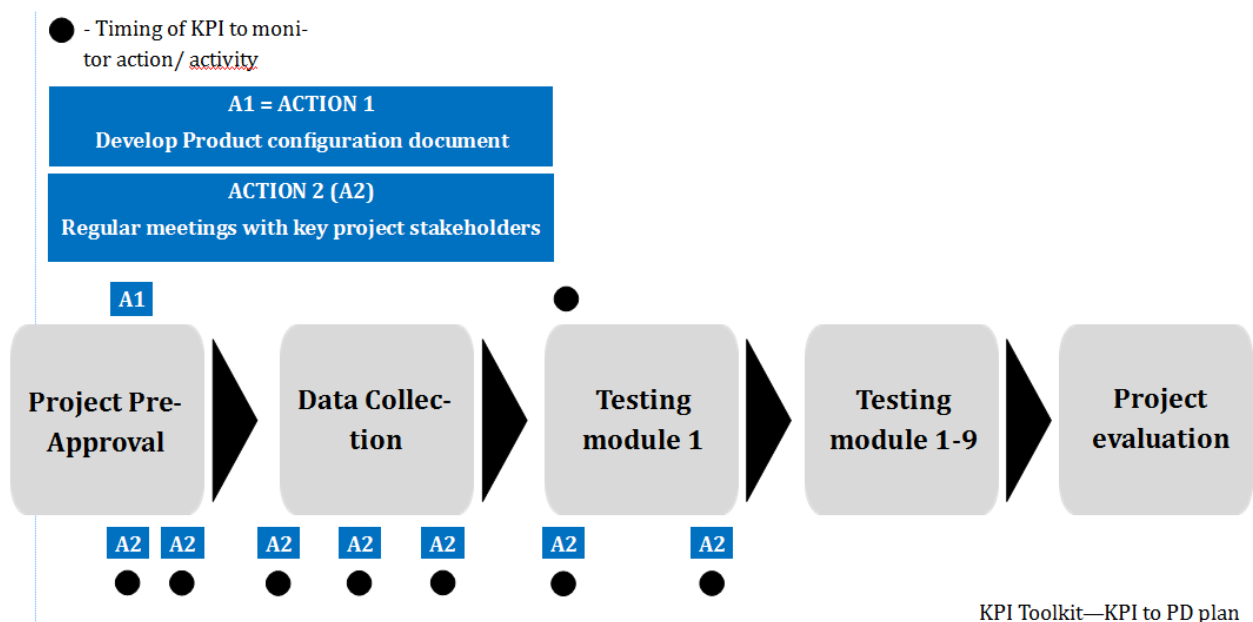 - Timing of KPI to moni-
tor action/ activity
A1 = ACTION 1
Develop Product configuration document
ACTION 2 (A2)
Regular meetings with key project stakeholders
A1
Project Pre-
Approval
Data Collec-
tion
Testing
module 1
Testing
module 1-9
Project
evaluation
A2
A2
A2
A2
A2
A2
A2
KPI Toolkit—KPI to PD plan